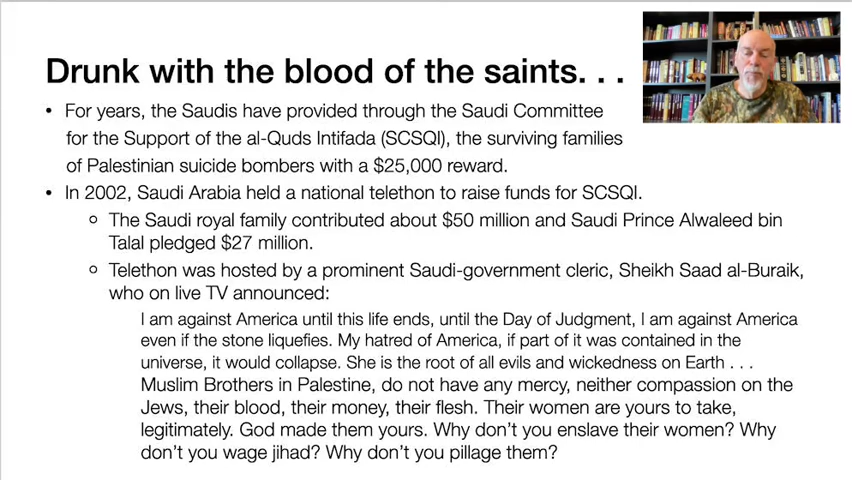 Drunk with the blood of the saints. . .
• For years, the Saudis have provided through the Saudi Committee
for the Support of the al-Quds Intifada (SCSQI), the surviving families
of Palestinian suicide bombers with a $25,000 reward.
• In 2002, Saudi Arabia held a national telethon to raise funds for SCSQI.
○ The Saudi royal family contributed about $50 million and Saudi Prince Alwaleed bin
Talal pledged $27 million.
○ Telethon was hosted by a prominent Saudi-government cleric, Sheikh Saad al-Buraik,
who on live TV announced:
I am against America until this life ends, until the Day of Judgment, I am against America
even if the stone liquefies. My hatred of America, if part of it was contained in the
universe, it would collapse. She is the root of all evils and wickedness on Earth . . .
Muslim Brothers in Palestine, do not have any mercy, neither compassion on the
Jews, their blood, their money, their flesh. Their women are yours to take,
legitimately. God made them yours. Why don't you enslave their women? Why
don't you wage jihad? Why don't you pillage them?